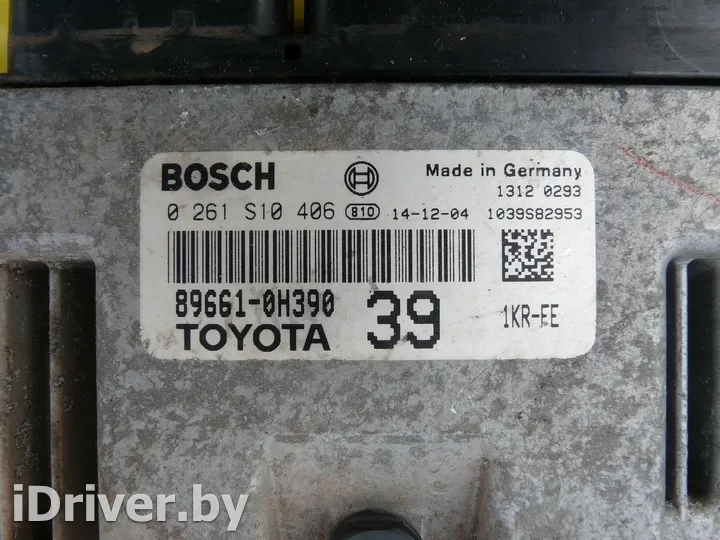 BOSCH Made in Germany
1312 0293
0 261 S10 406 810 14-12-04 1039S82953
89661-0H390 39 1KR-FE
TOYOTA
iDriver.by